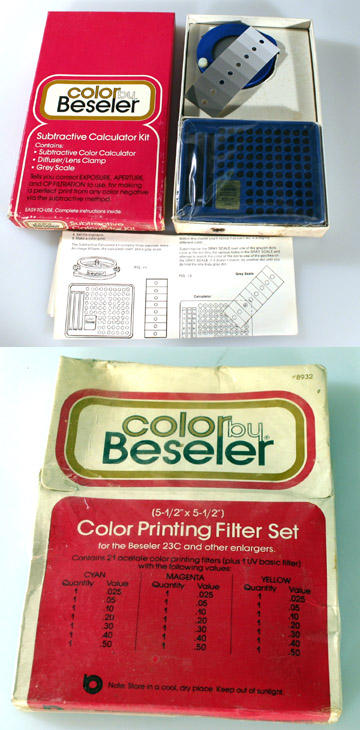 color by
Beseler
Subtractive Calculator Kit
Contains:
• Subtractive Color Calculator
• Diffuser/Lens Clamp
• Grey Scale
Tells you correct EXPOSURE, APERTURE,
and CP FILTRATION to use, for making
a perfect print from any color negative
via the subtractive method.
EASY-TO-USE. Complete instructions inside.
Subtractive
Grey Scale
Calculator
#8932
color by
Beseler
(5-1/2" x 5-1/2")
Color Printing Filter Set
for the Beseler 23C and other enlargers.
Contains 21 acetate color printing filters (plus 1 UV basic filter)
with the following values:
CYAN MAGENTA YELLOW
Quantity Value Quantity Value Quantity Value
1 .025 1 .025 1 .025
1 .05 1 .05 1 .05
1 .10 1 .10 1 .10
1 .20 1 .20 1 .20
1 .30 1 .30 1 .30
1 .40 1 .40 1 .40
1 .50 1 .50 1 .50
Note: Store in a cool, dry place. Keep out of sunlight.